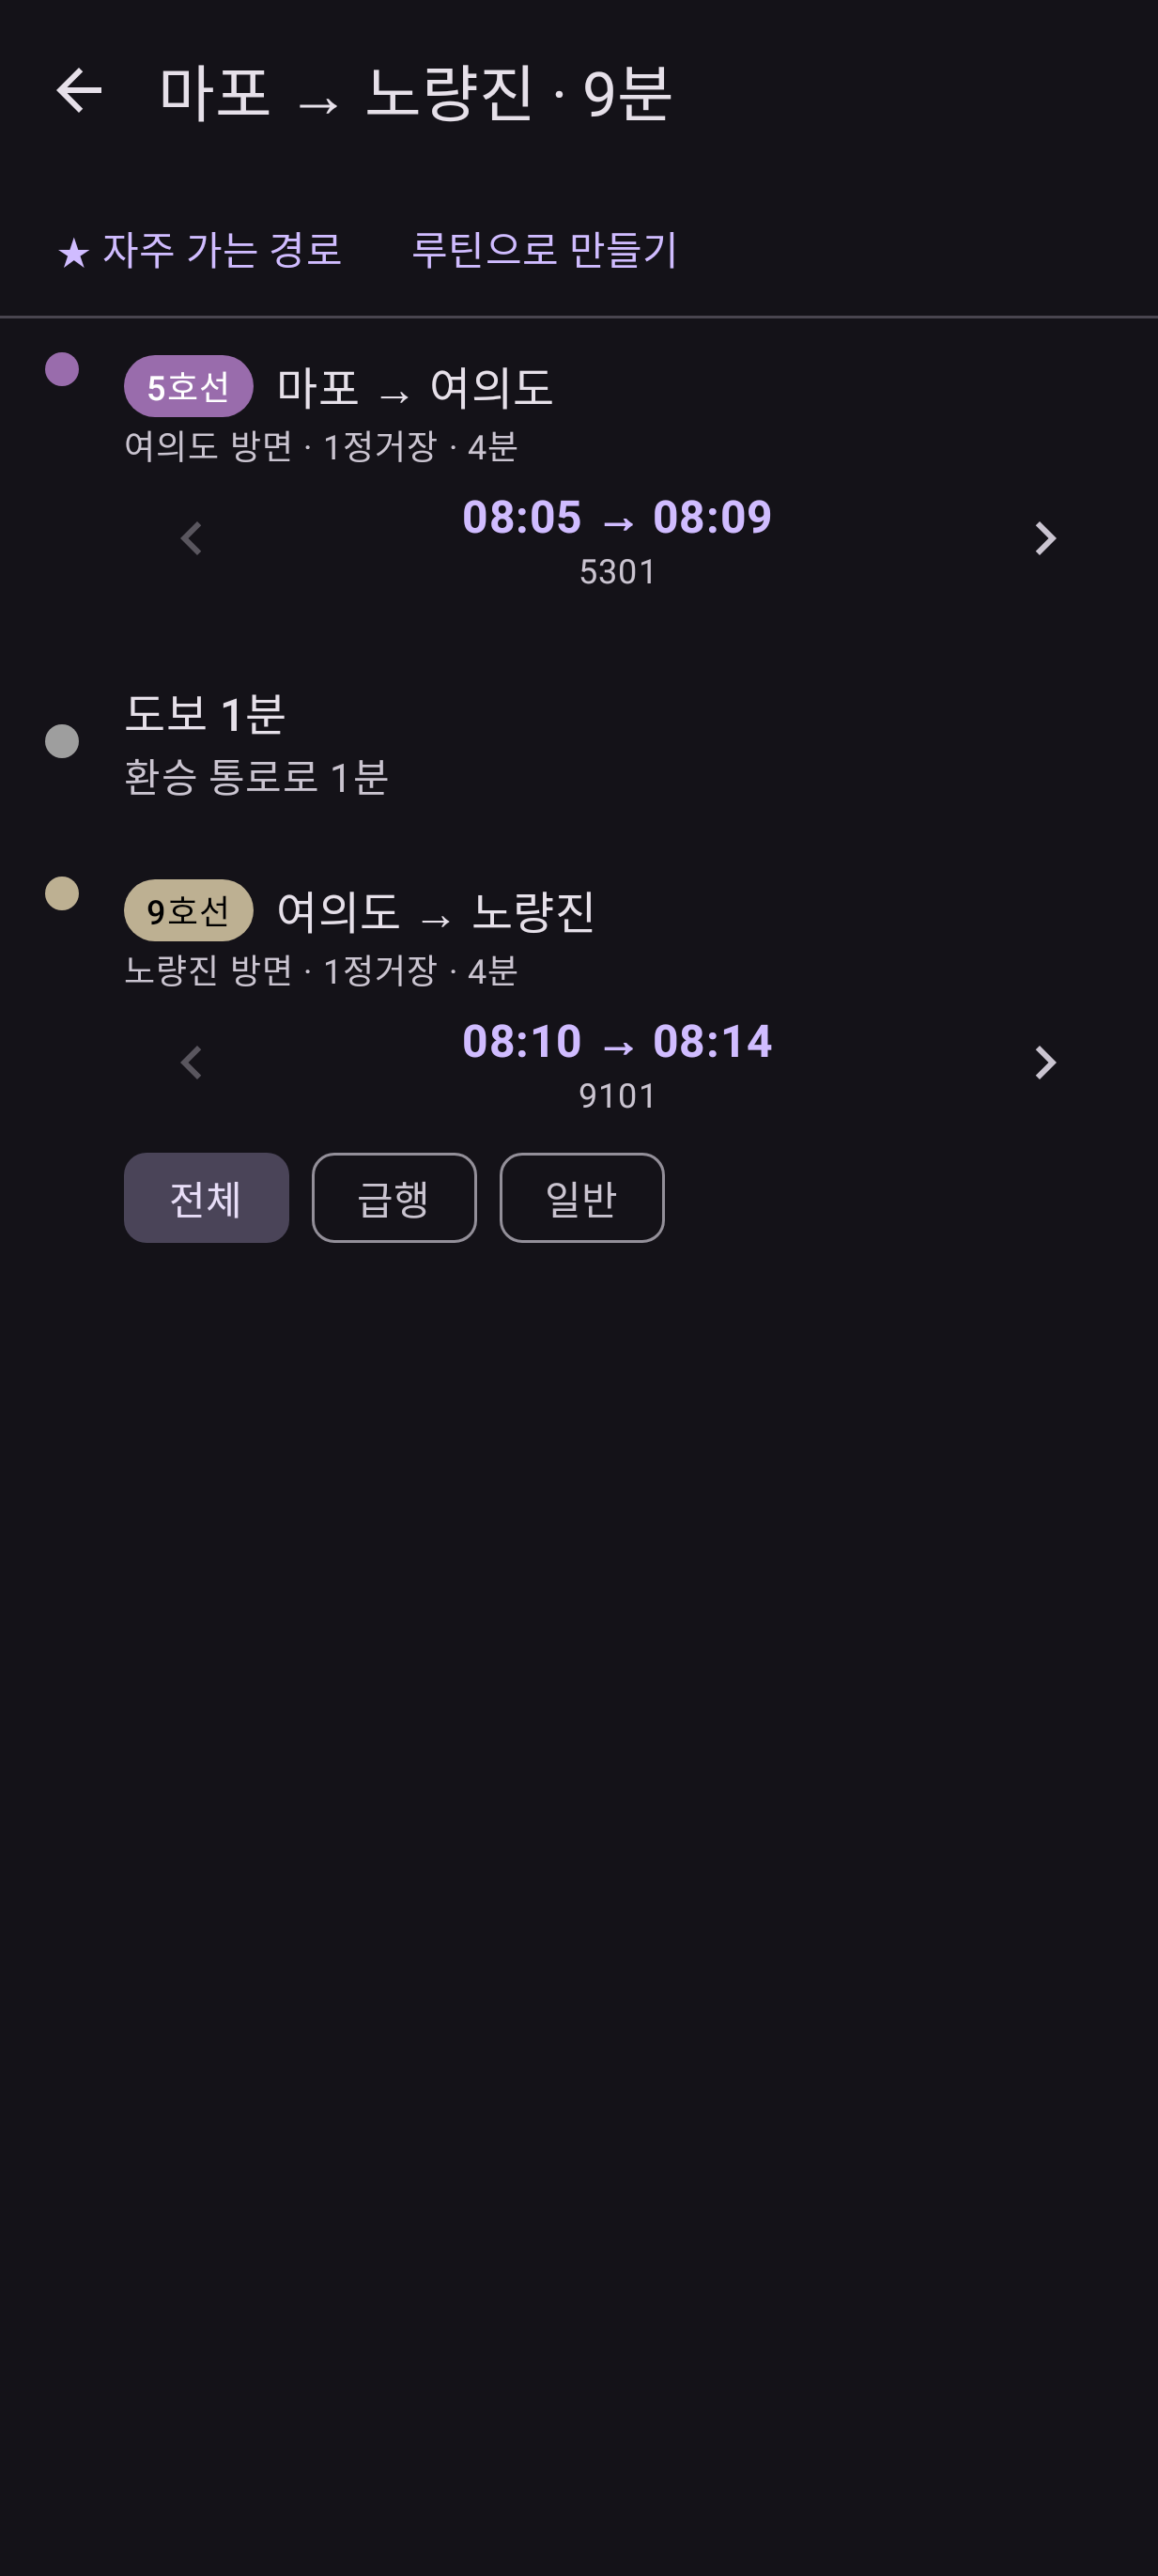 마포 → 노량진 · 9분
★ 자주 가는 경로 루틴으로 만들기
5호선 마포 → 여의도
여의도 방면 · 1정거장 · 4분
08:05 → 08:09
5301
도보 1분
환승 통로로 1분
9호선 여의도 → 노량진
노량진 방면 · 1정거장 · 4분
08:10 → 08:14
9101
전체 급행 일반